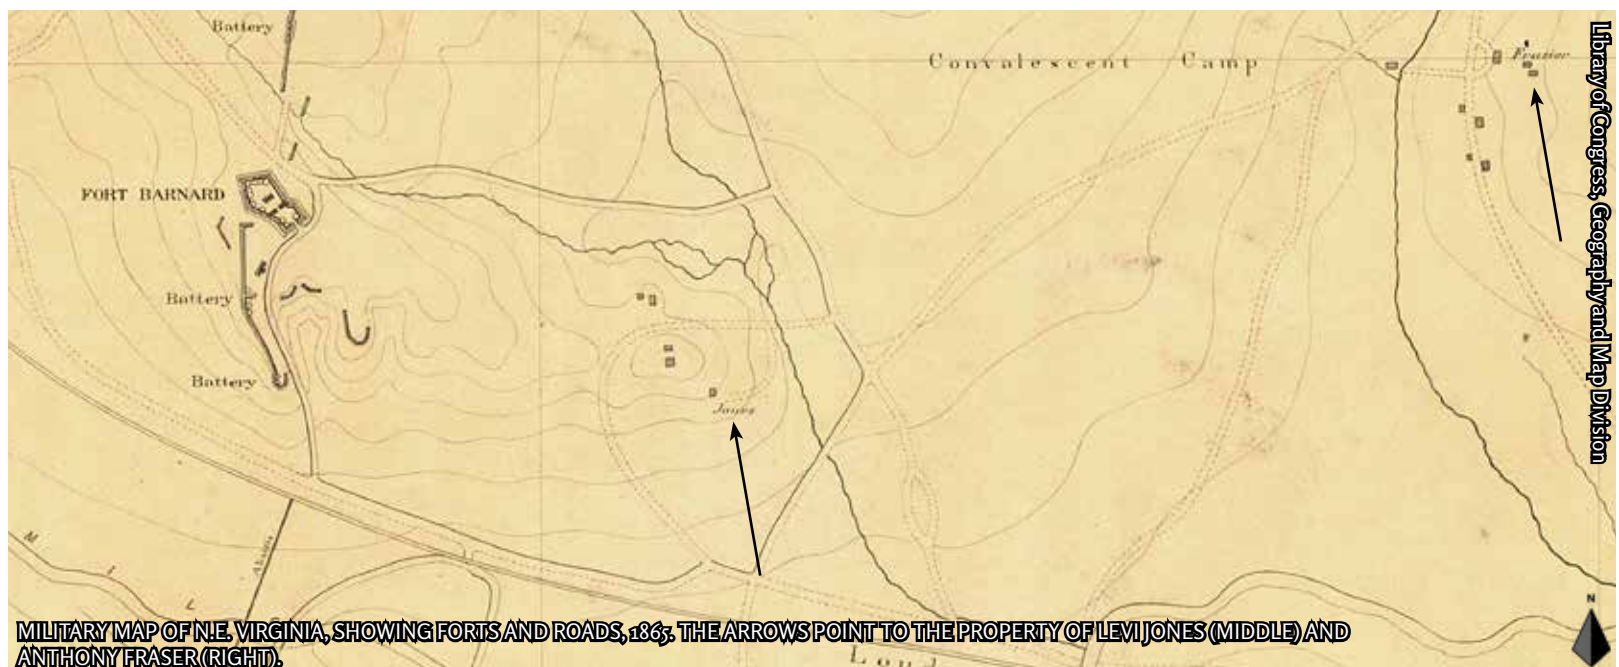 Battery
Convalescent Camp
Frazier
FORT BARNARD
Battery
Battery
Jones
M I L
Loud
MILITARY MAP OF N.E. VIRGINIA, SHOWING FORTS AND ROADS, 1865. THE ARROWS POINT TO THE PROPERTY OF LEVI JONES (MIDDLE) AND
ANTHONY FRASER (RIGHT).
N
Library of Congress, Geography and Map Division